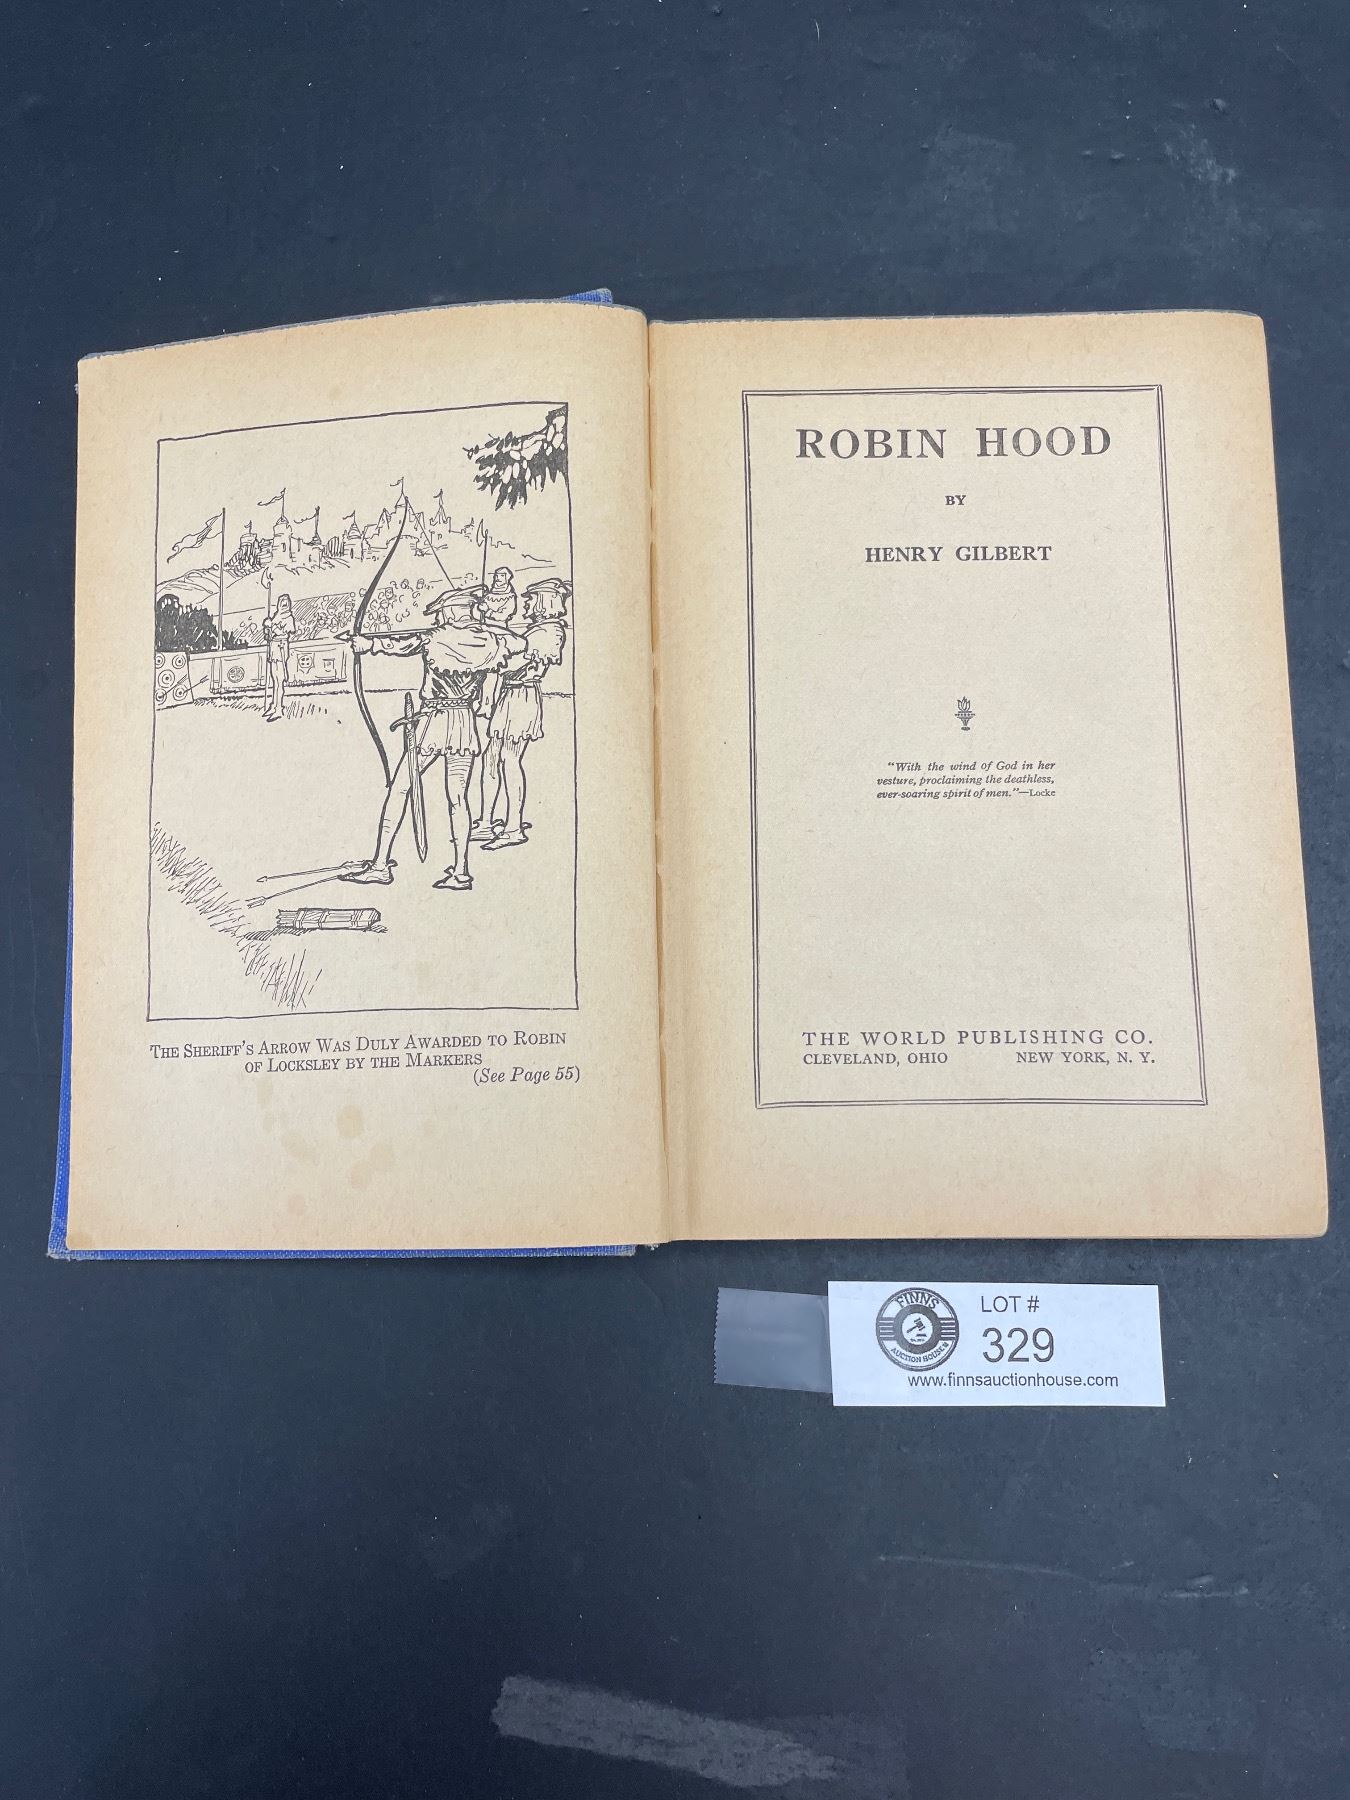 THE SHERIFF'S ARROW WAS DULY AWARDED TO ROBIN
OF LOCKSLEY BY THE MARKERS
(See Page 55)
ROBIN HOOD
BY
HENRY GILBERT
"With the wind of God in her
vesture, proclaiming the deathless,
ever-soaring spirit of men."—Locke
THE WORLD PUBLISHING CO.
CLEVELAND, OHIO NEW YORK, N. Y.
FINNS
AUCTION HOUSE
LOT #
329
www.finnsauctionhouse.com